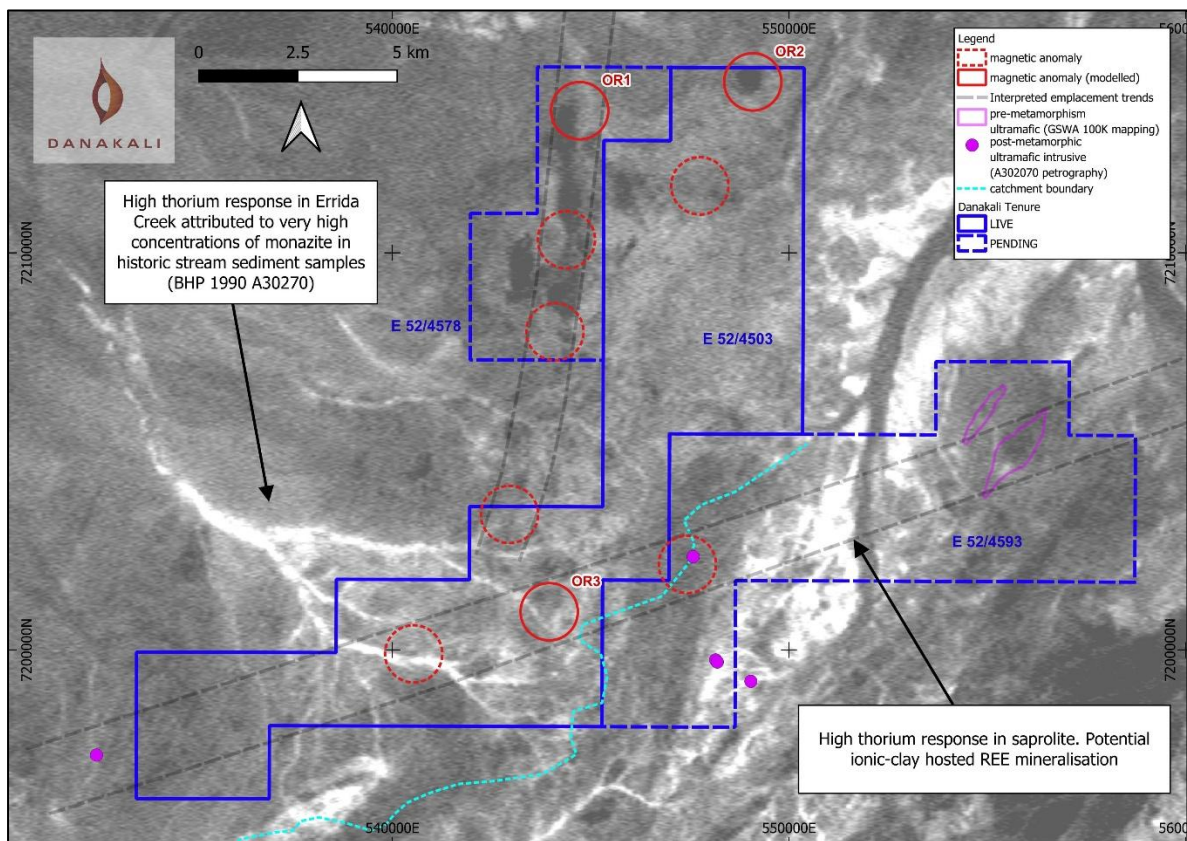 540000E
550000E
5600
DANAKALI
0
2.5
5 km
OR1
OR2
Legend
magnetic anomaly
magnetic anomaly (modelled)
Interpreted emplacement trends
pre-metamorphism
ultramafic (GSWA 100K mapping)
post-metamorphic
ultramafic intrusive
(A302070 petrography)
catchment boundary
Danakali Tenure
LIVE
PENDING
High thorium response in Errida
Creek attributed to very high
concentrations of monazite in
historic stream sediment samples
(BHP 1990 A30270)
7210000N
7210000N
E 52/4578
E 52/4503
E 52/4593
OR3
7200000N
7200000N
High thorium response in saprolite. Potential
ionic-clay hosted REE mineralisation
540000E
550000E
5600